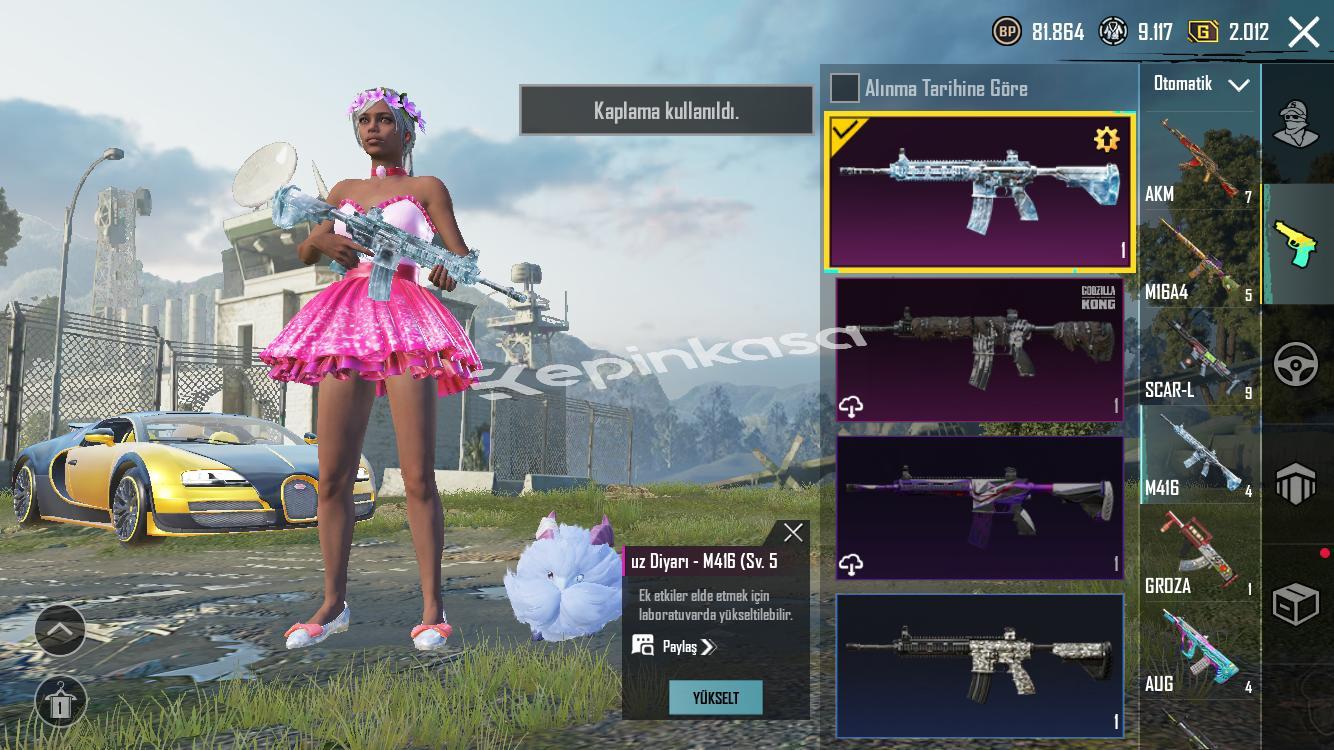 BP 81.864 9.117 G 2.012
Kaplama kullanıldı.
Alınma Tarihine Göre
Otomatik
1
GODZILLA
KONG
1
1
1
AKM 7
M16A4 5
SCAR-L 9
M416 4
GROZA 1
AUG 4
epinkasa
uz Diyarı - M416 (Sv. 5
Ek etkiler elde etmek için
laboratuvarda yükseltilebilir.
Paylaş
YÜKSELT
1